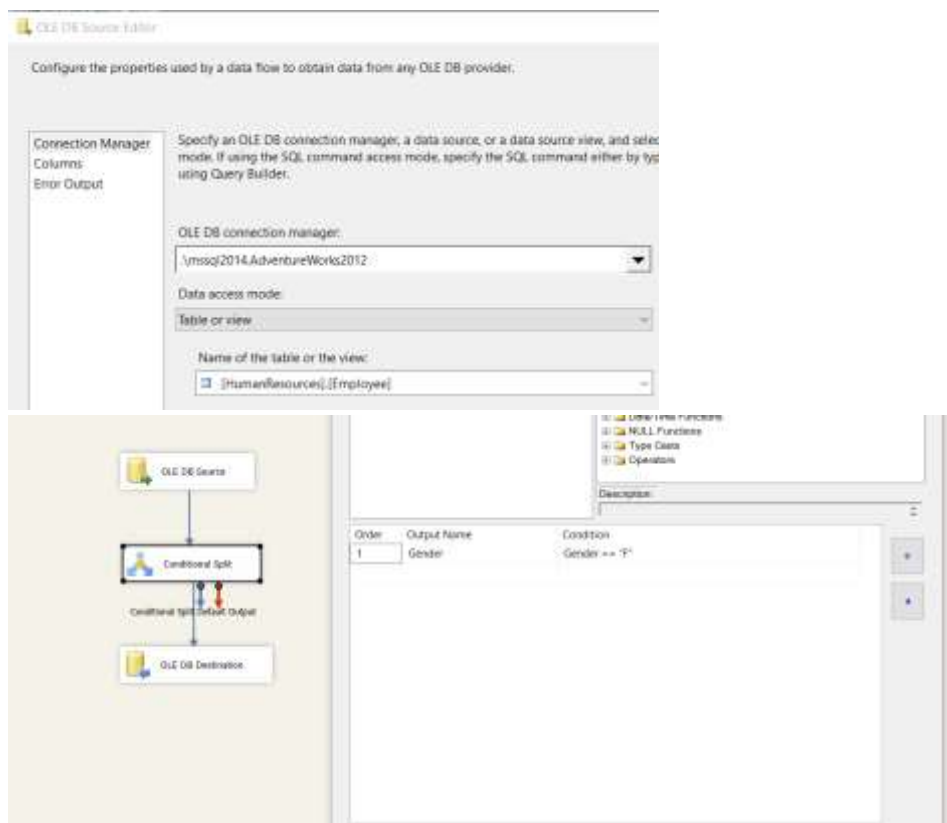 OLE DB Source Editor
Configure the properties used by a data flow to obtain data from any OLE DB provider.
Connection Manager
Columns
Error Output
Specify an OLE DB connection manager, a data source, or a data source view, and selec
mode. If using the SQL command access mode, specify the SQL command either by typ
using Query Builder.
OLE DB connection manager:
.\mssql2014.AdventureWorks2012
Data access mode:
Table or view
Name of the table or the view:
[HumanResources].[Employee]
OLE DB Source
Conditional Split
Conditional Split Default Output
OLE DB Destination
Date/Time Functions
NULL Functions
Type Casts
Operators
Description:
Order Output Name Condition
1 Gender Gender == "F"